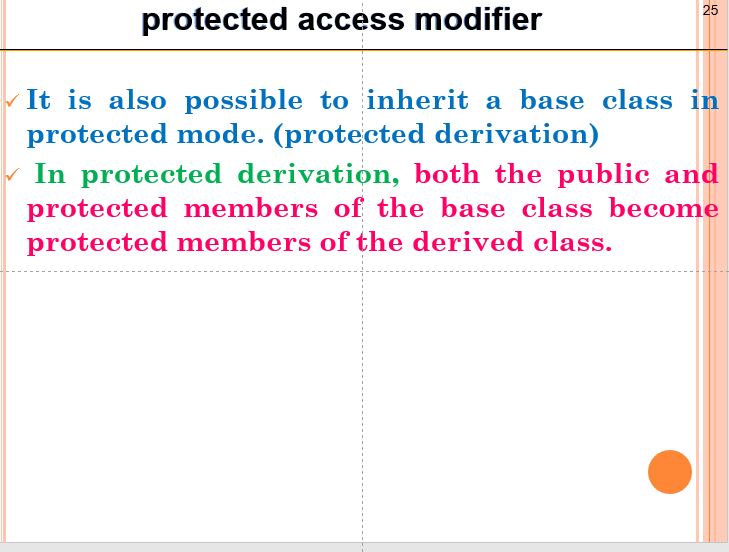 protected access modifier
25
✓ It is also possible to inherit a base class in
protected mode. (protected derivation)
✓ In protected derivation, both the public and
protected members of the base class become
protected members of the derived class.